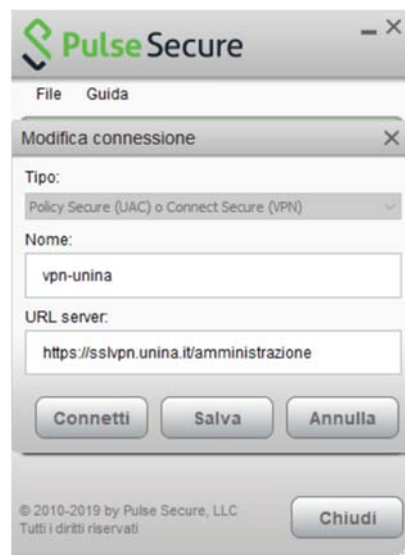 Pulse Secure
File Guida
Modifica connessione
Tipo:
Policy Secure (UAC) o Connect Secure (VPN)
Nome:
vpn-unina
URL server:
https://sslvpn.unina.it/amministrazione
Connetti Salva Annulla
© 2010-2019 by Pulse Secure, LLC
Tutti i diritti riservati
Chiudi